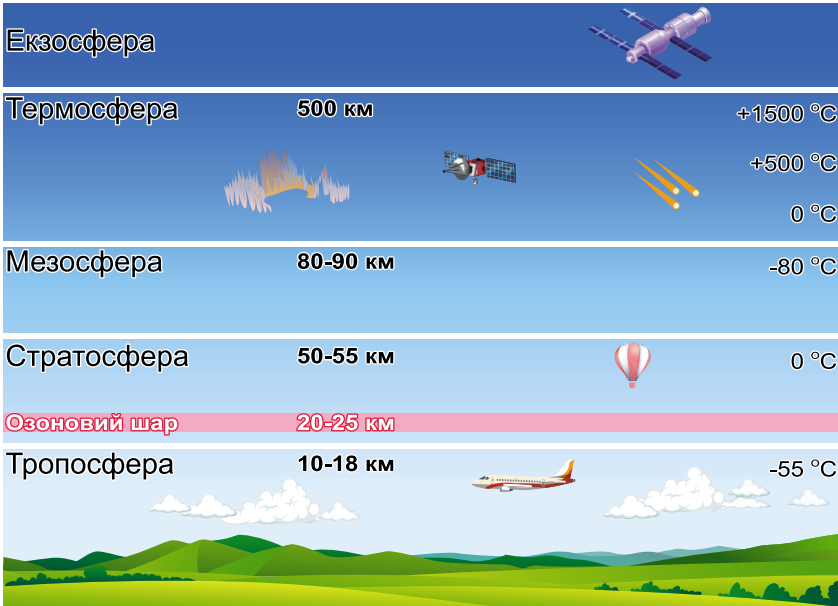 Екзосфера
Термосфера 500 км +1500 °C
+500 °C
0 °C
Мезосфера 80-90 км -80 °C
Стратосфера 50-55 км 0 °C
Озоновий шар 20-25 км
Тропосфера 10-18 км -55 °C